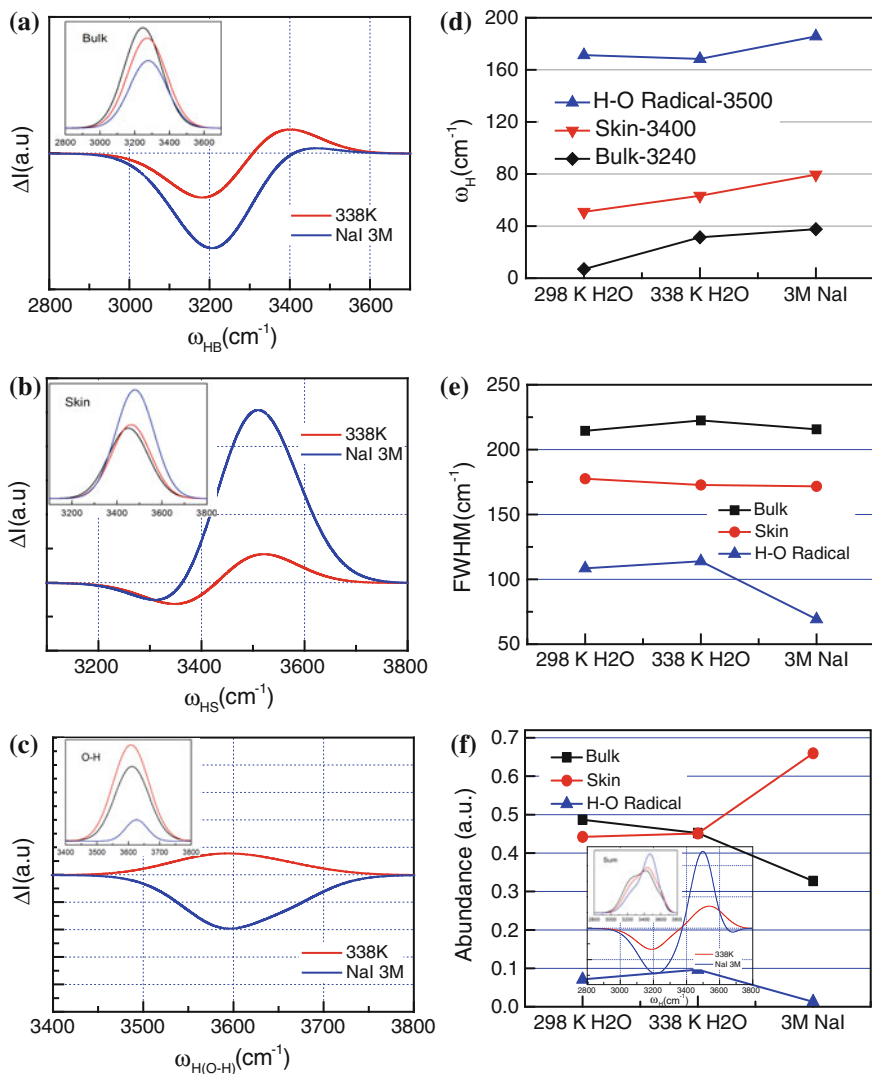 (a)
Bulk
2800 3000 3200 3400 3600
338K
NaI 3M
ΔI(a.u)
2800 3000 3200 3400 3600
ω_HB(cm⁻¹)
(b)
Skin
3200 3400 3600 3800
338K
NaI 3M
ΔI(a.u)
3200 3400 3600 3800
ω_HS(cm⁻¹)
(c)
O-H
3400 3500 3600 3700 3800
338K
NaI 3M
ΔI(a.u)
3400 3500 3600 3700 3800
ω_H(O-H)(cm⁻¹)
(d)
200
160
120
80
40
0
ω_H(cm⁻¹)
H-O Radical-3500
Skin-3400
Bulk-3240
298 K H2O 338 K H2O 3M NaI
(e)
250
225
150
100
50
FWHM(cm⁻¹)
Bulk
Skin
H-O Radical
298 K H2O 338 K H2O 3M NaI
(f)
0.7
0.6
0.5
0.4
0.3
0.2
0.1
0.0
Abundance (a.u.)
Bulk
Skin
H-O Radical
Sum
338K
NaI 3M
2800 3000 3200 3400 3600 3800
ω_H(cm⁻¹)
298 K H2O 338 K H2O 3M NaI